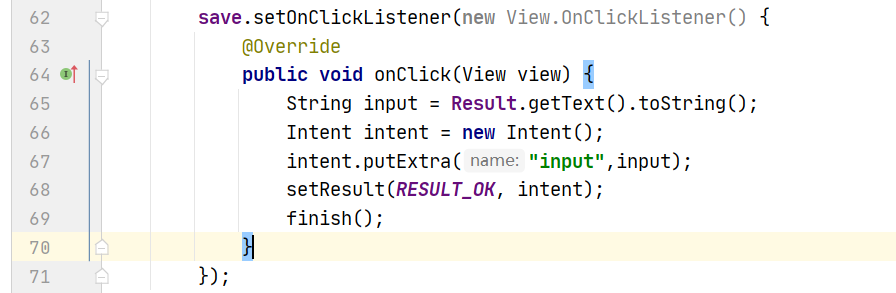 62 save.setOnClickListener(new View.OnClickListener() {
63 @Override
64 public void onClick(View view) {
65 String input = Result.getText().toString();
66 Intent intent = new Intent();
67 intent.putExtra( name: "input",input);
68 setResult(RESULT_OK, intent);
69 finish();
70 }
71 });